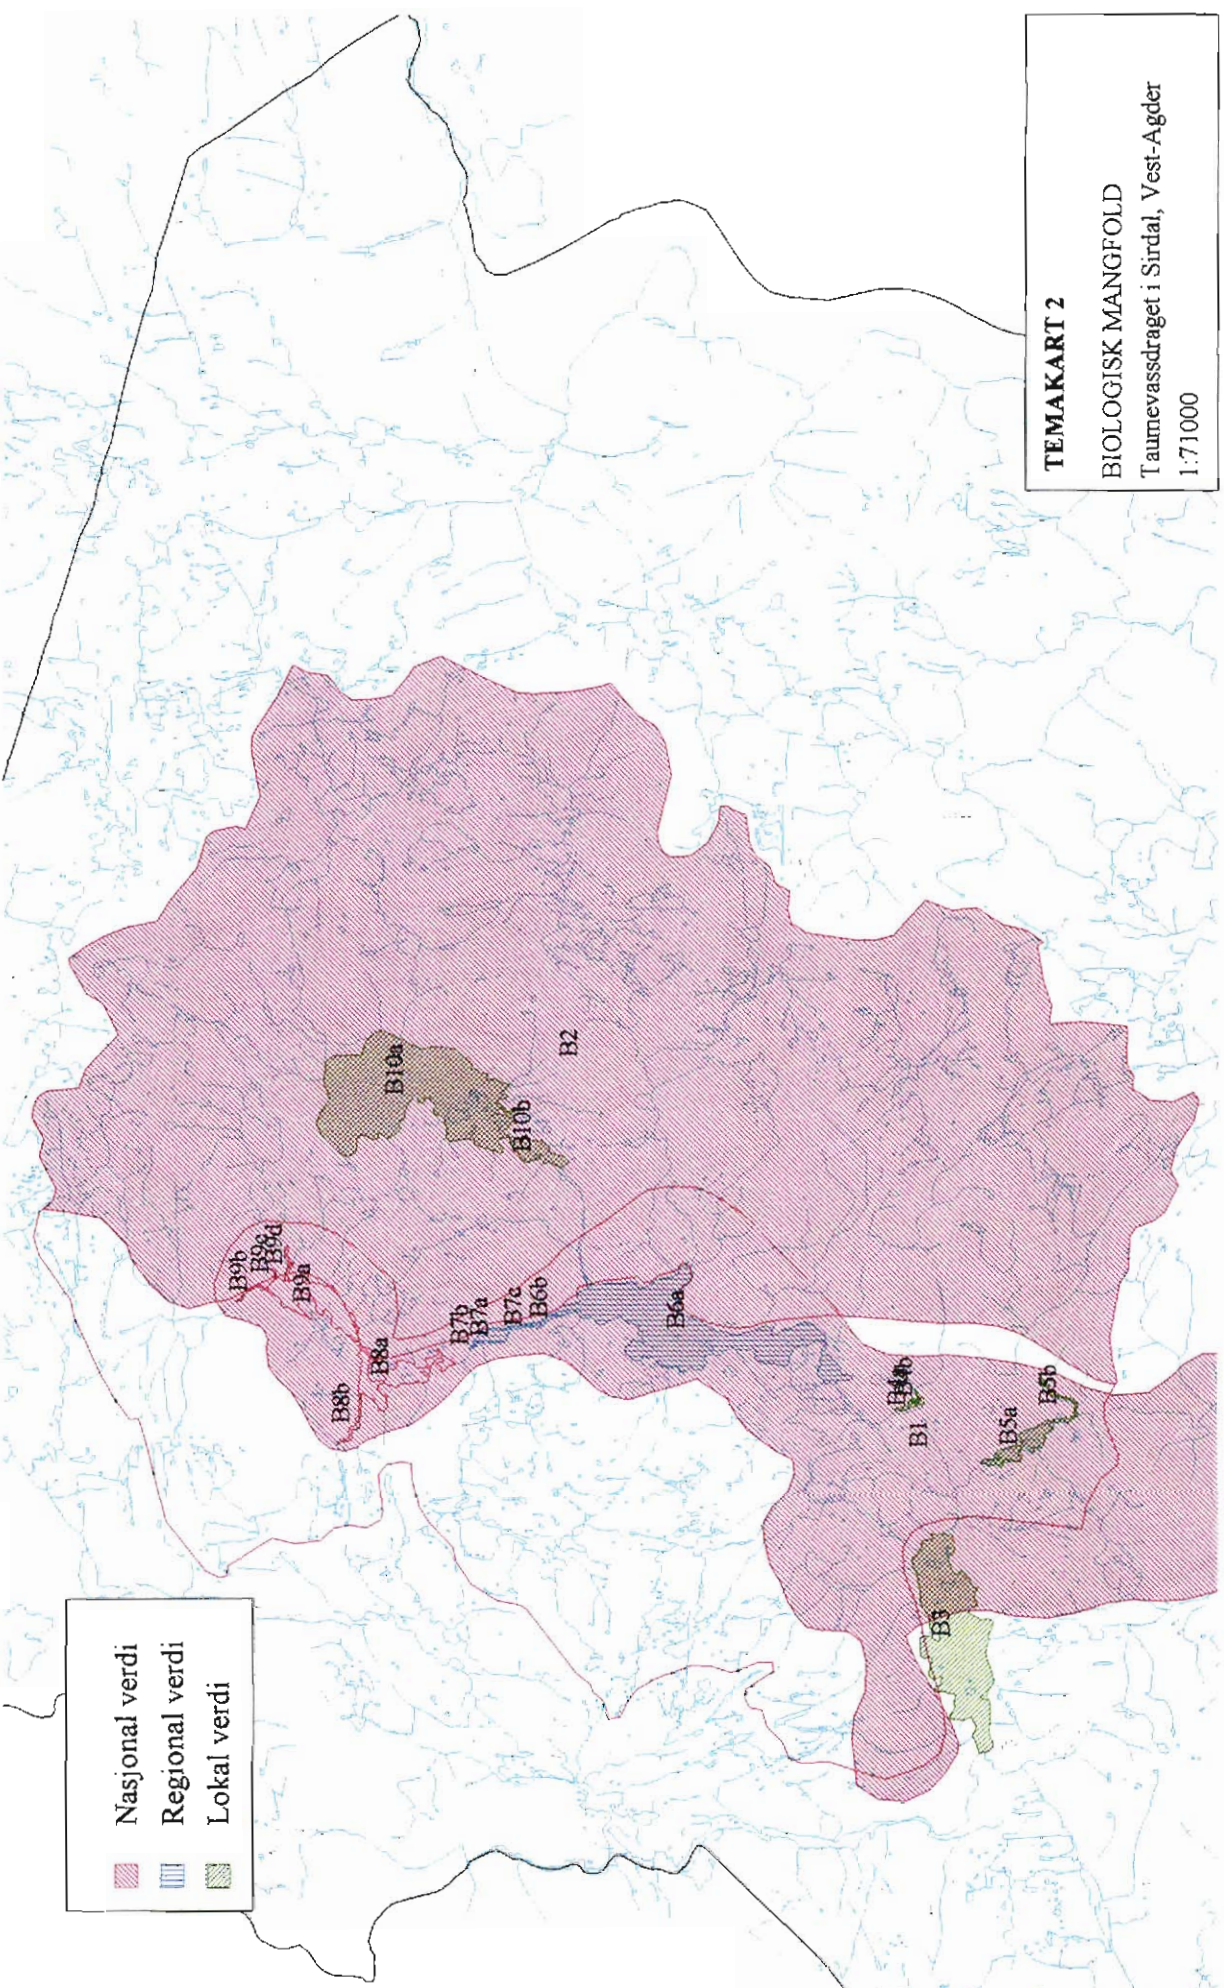 Nasjonal verdi
Regional verdi
Lokal verdi
B9b
B9c
B9d
B9a
B8b
B8a
B7b
B7a
B7c
B6b
B6a
B10a
B10b
B2
B4b
B1
B5b
B5a
B3
TEMAKART 2
BIOLOGISK MANGFOLD
Taumevassdraget i Sirdal, Vest-Agder
1:71000